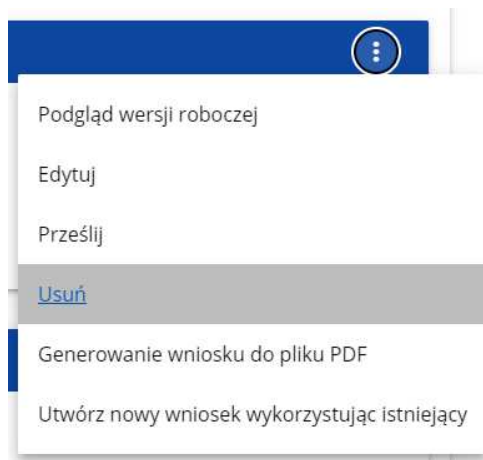 Podgląd wersji roboczej
Edytuj
Prześlij
Usuń
Generowanie wniosku do pliku PDF
Utwórz nowy wniosek wykorzystując istniejący